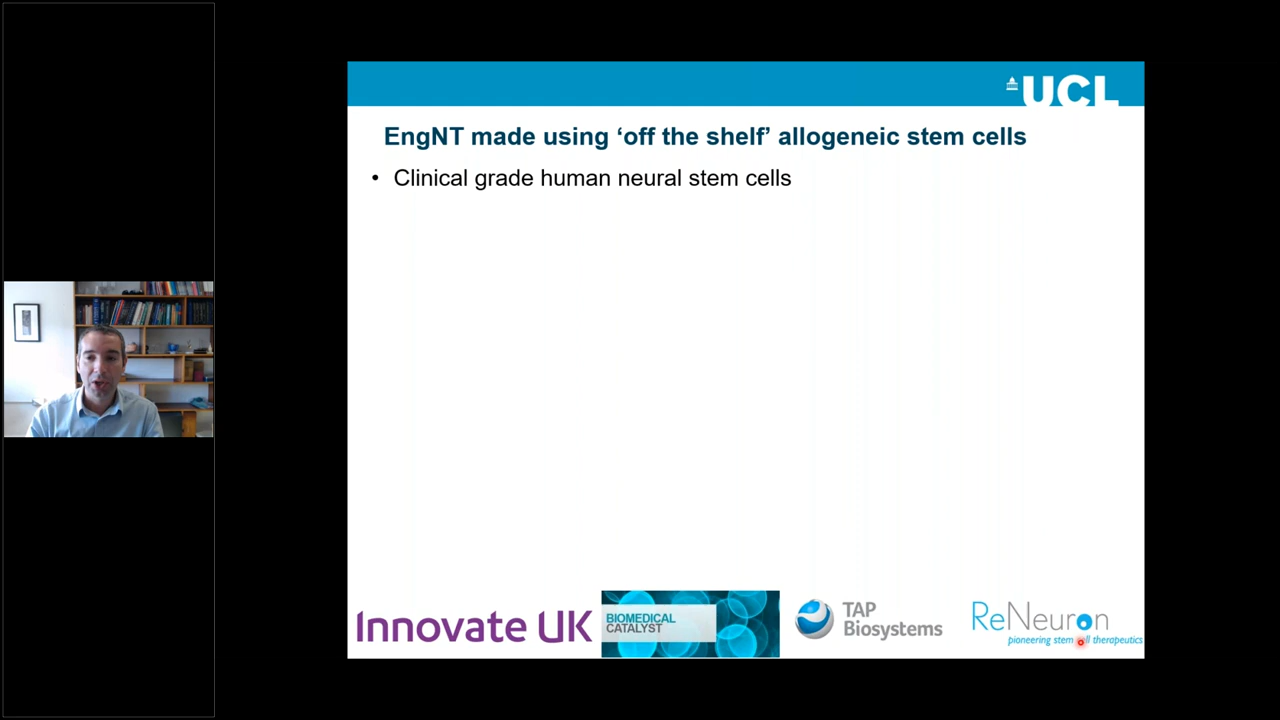 UCL
EngNT made using ‘off the shelf’ allogeneic stem cells
• Clinical grade human neural stem cells
Innovate UK
BIOMEDICAL
CATALYST
TAP
Biosystems
ReNeuron
pioneering stem cell therapeutics